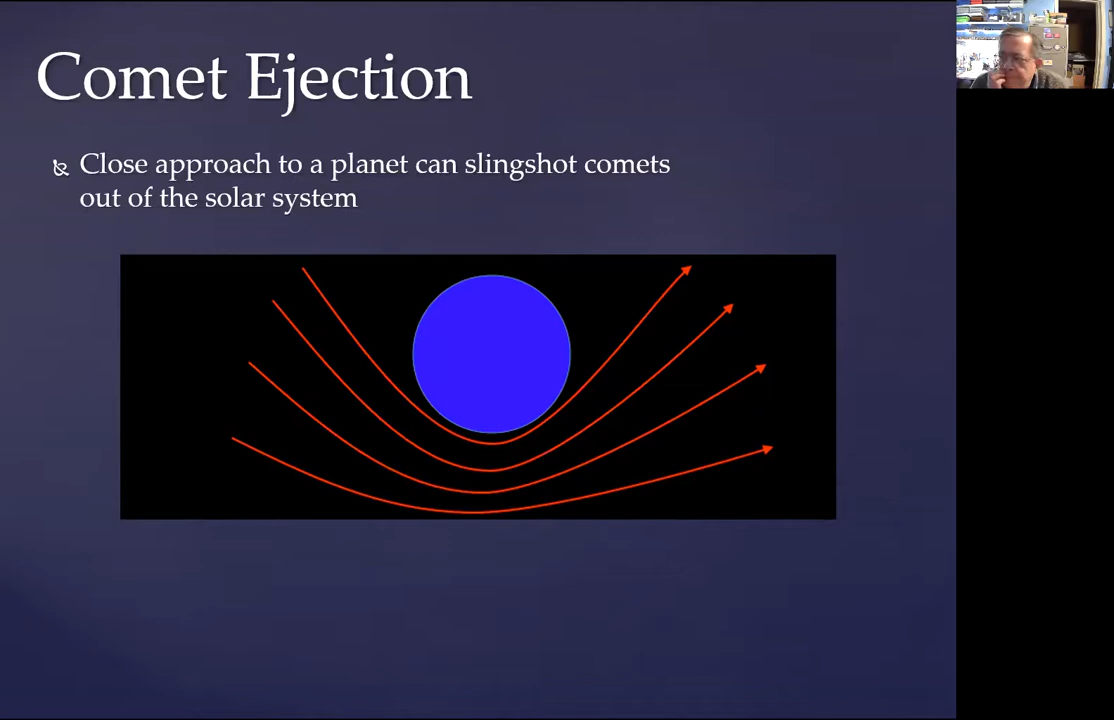 Comet Ejection
Close approach to a planet can slingshot comets
out of the solar system